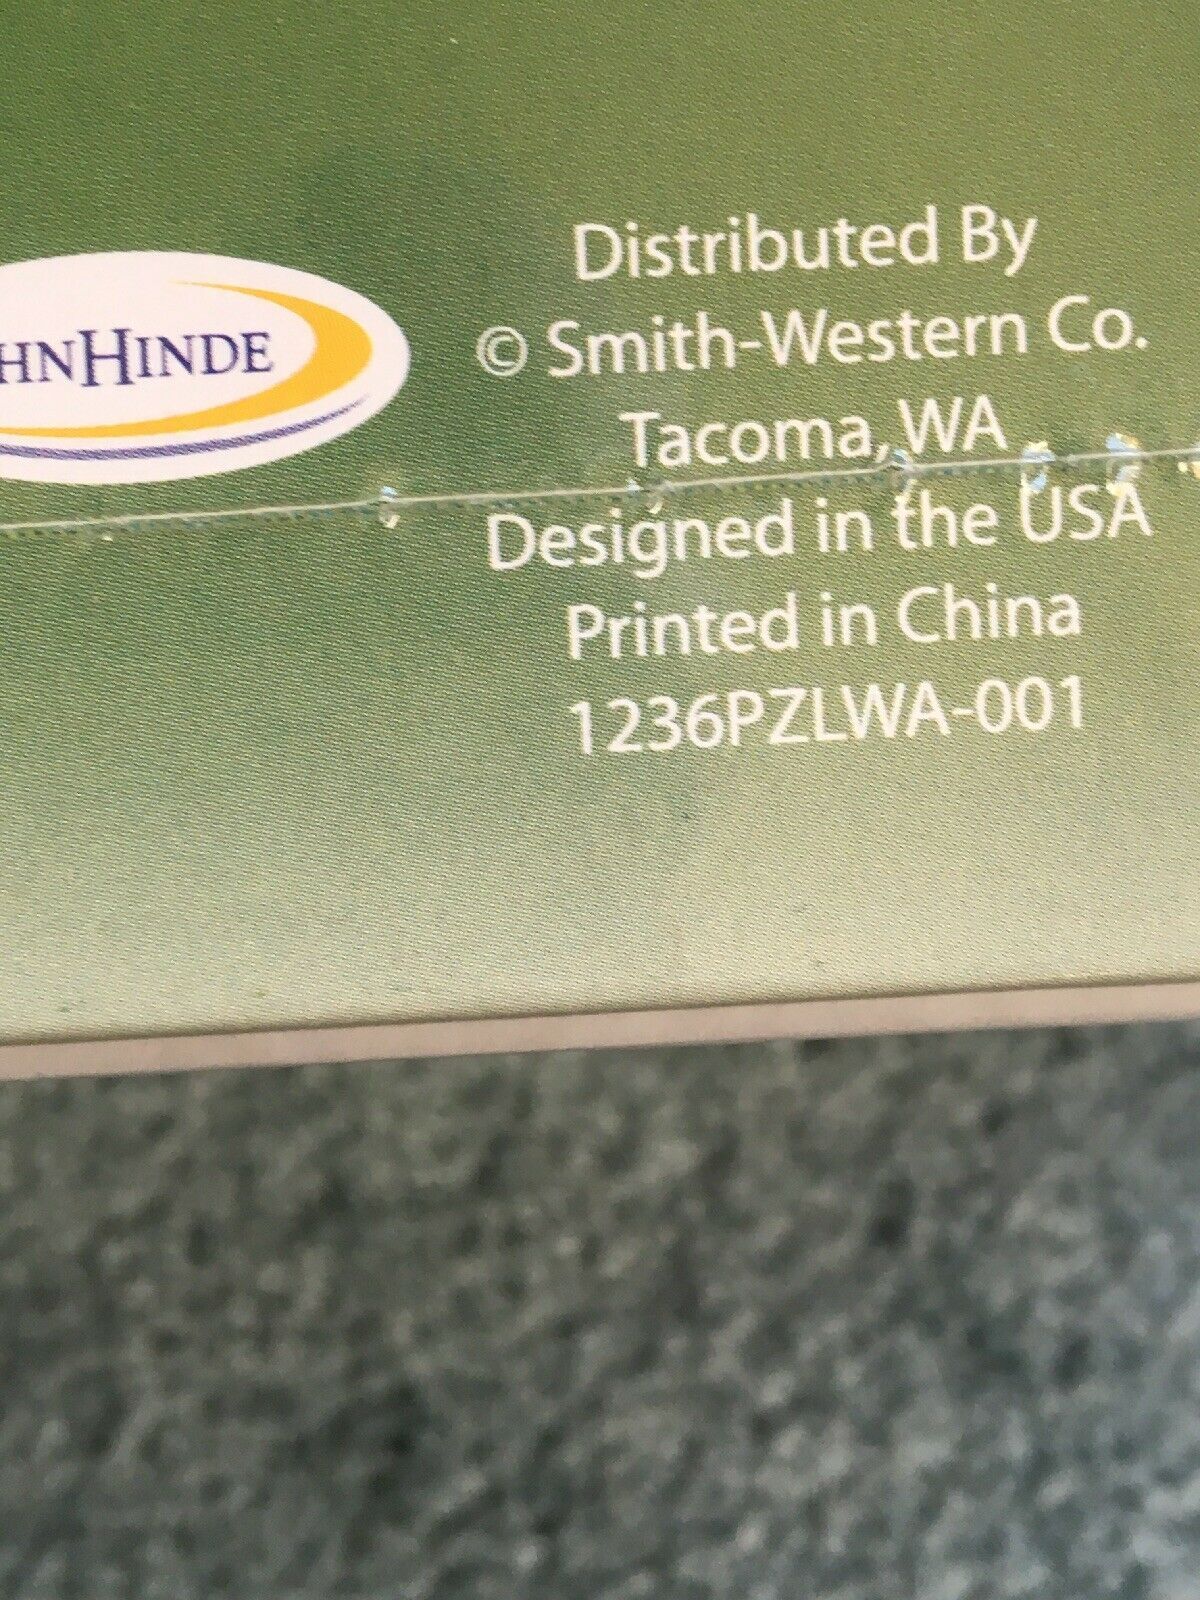 HNHINDE
Distributed By
© Smith-Western Co.
Tacoma, WA
Designed in the USA
Printed in China
1236PZLWA-001